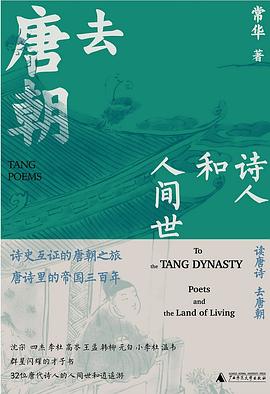 去唐朝
常华 著
诗人
和
人间世
TANG
POEMS
To
the TANG DYNASTY
Poets
and
the Land of Living
读唐诗 去唐朝
诗史互证的唐朝之旅
唐诗里的帝国三百年
沈宋 四杰 李杜 高岑 王孟 韩柳 元白 小李杜 温韦
群星闪耀的才子书
32位唐代诗人的人间世和逍遥游
广西师范大学出版社